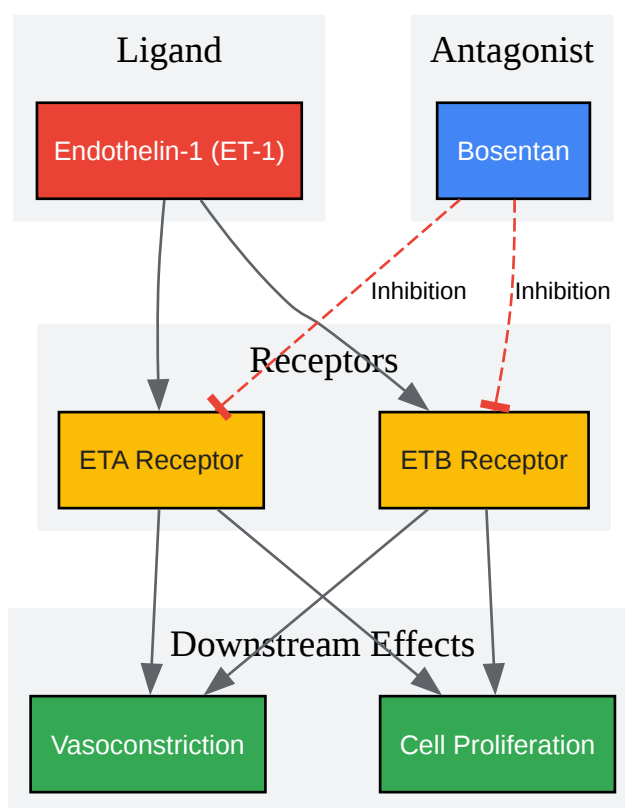 Ligand
Antagonist
Endothelin-1 (ET-1)
Bosentan
Inhibition
Inhibition
Receptors
ETA Receptor
ETB Receptor
Downstream Effects
Vasoconstriction
Cell Proliferation